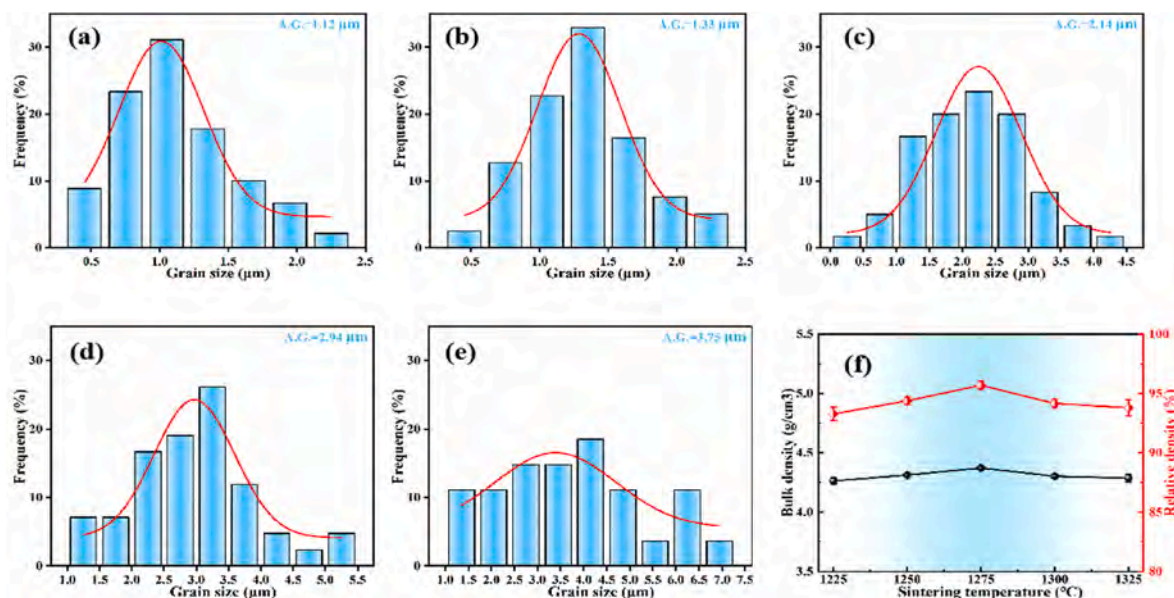 (a)
A.G.=1.12 μm
Frequency (%)
30
20
10
0
0.5 1.0 1.5 2.0 2.5
Grain size (μm)
(b)
A.G.=1.33 μm
Frequency (%)
30
20
10
0
0.5 1.0 1.5 2.0 2.5
Grain size (μm)
(c)
A.G.=2.14 μm
Frequency (%)
30
20
10
0
0.0 0.5 1.0 1.5 2.0 2.5 3.0 3.5 4.0 4.5
Grain size (μm)
(d)
A.G.=2.94 μm
Frequency (%)
30
20
10
0
1.0 1.5 2.0 2.5 3.0 3.5 4.0 4.5 5.0 5.5
Grain size (μm)
(e)
A.G.=3.75 μm
Frequency (%)
30
20
10
0
1.0 1.5 2.0 2.5 3.0 3.5 4.0 4.5 5.0 5.5 6.0 6.5 7.0 7.5
Grain size (μm)
(f)
Bulk density (g/cm3)
5.5
5.0
4.5
4.0
3.5
1225 1250 1275 1300 1325
Sintering temperature (°C)
100
95
90
85
80
Relative density (%)